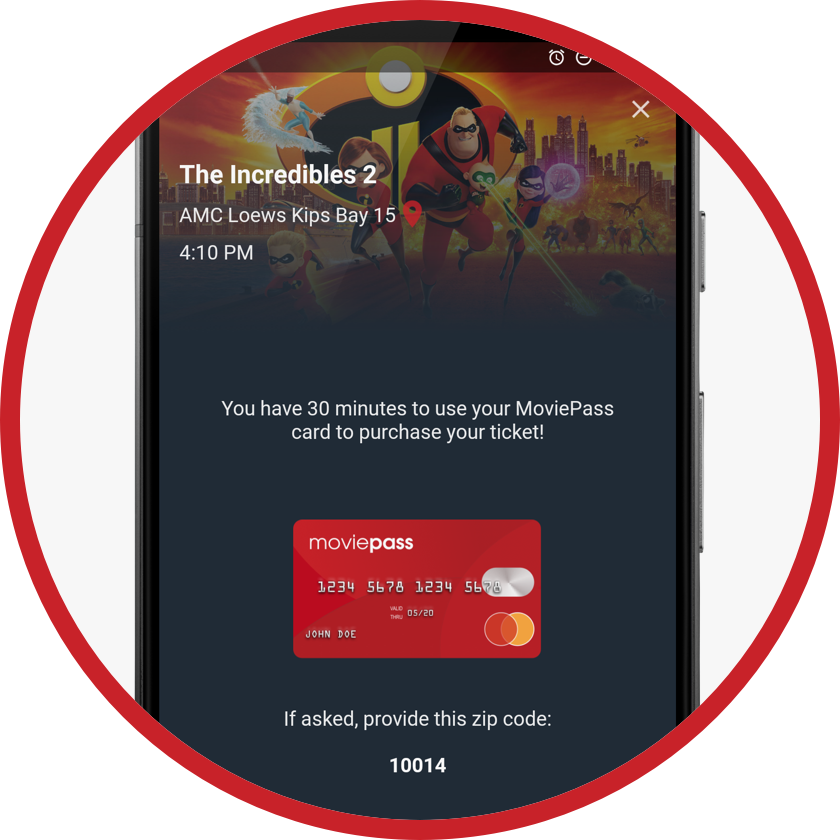 The Incredibles 2
AMC Loews Kips Bay 15
4:10 PM
You have 30 minutes to use your MoviePass
card to purchase your ticket!
moviepass
1234 5678 1234 5678
VALID
THRU
05/20
JOHN DOE
If asked, provide this zip code:
10014